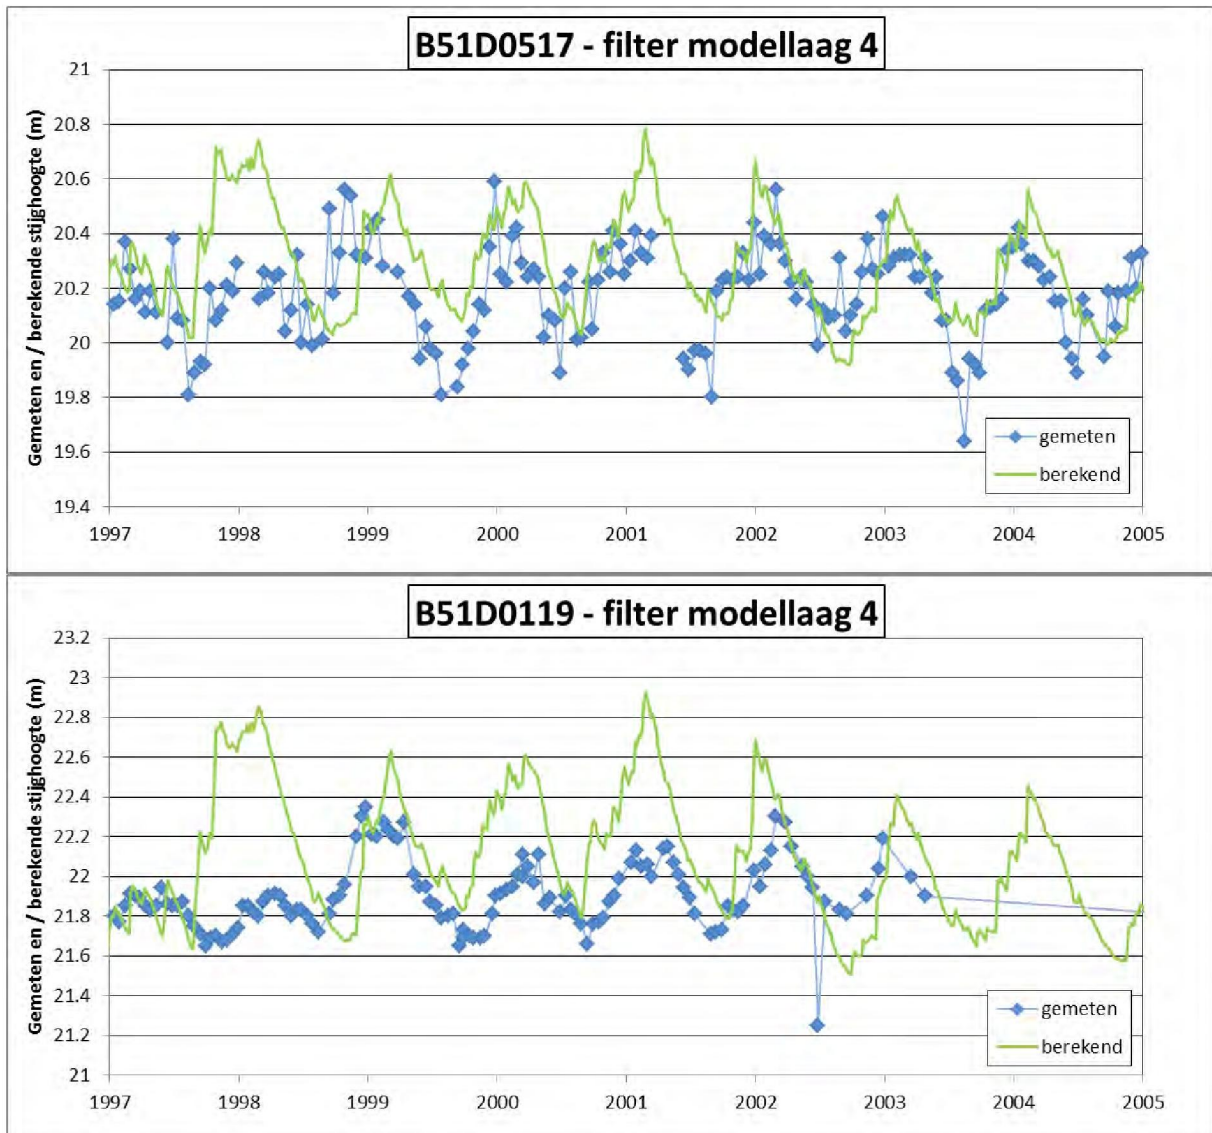 B51D0517 - filter modellaag 4
Gemeten en / berekende stijghoogte (m)
21
20.8
20.6
20.4
20.2
20
19.8
19.6
19.4
1997 1998 1999 2000 2001 2002 2003 2004 2005
gemeten
berekend
B51D0119 - filter modellaag 4
Gemeten en / berekende stijghoogte (m)
23.2
23
22.8
22.6
22.4
22.2
22
21.8
21.6
21.4
21.2
21
1997 1998 1999 2000 2001 2002 2003 2004 2005
gemeten
berekend